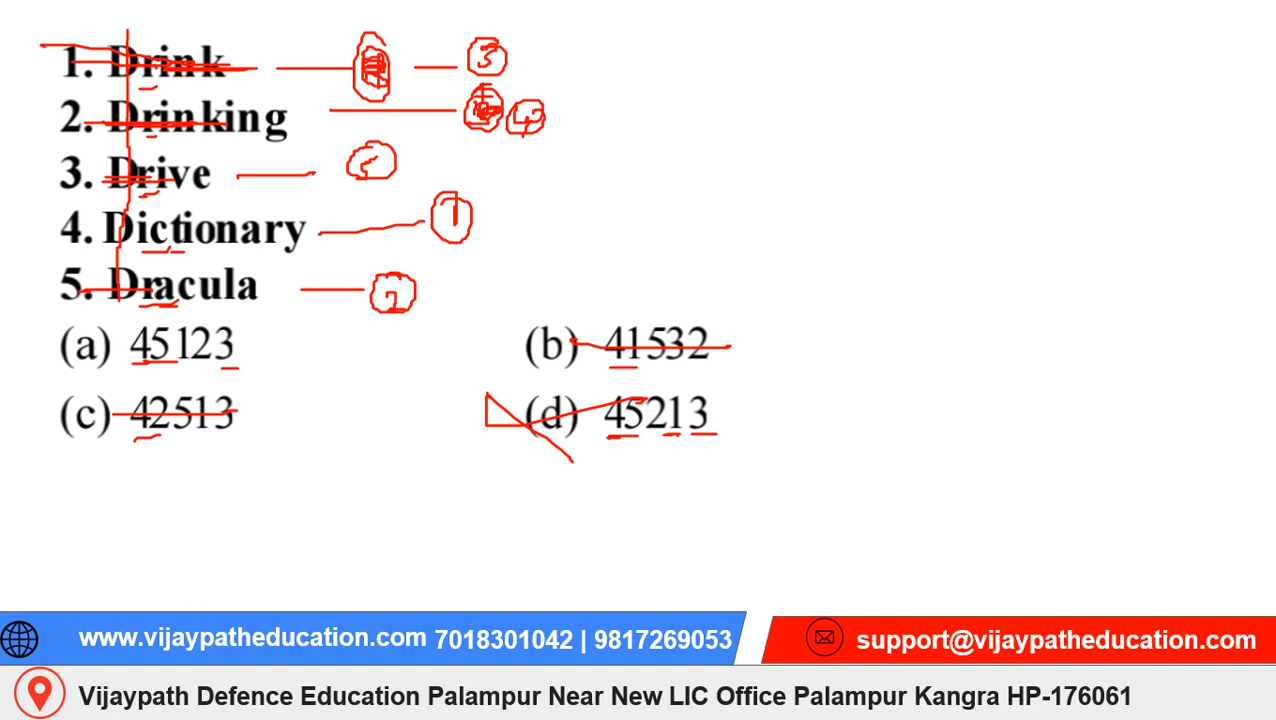 1. Drink 3
2. Drinking 4
3. Drive
4. Dictionary 1
5. Dracula 2
(a) 45123 (b) 41532
(c) 42513 (d) 45213
www.vijaypatheducation.com 7018301042 | 9817269053 support@vijaypatheducation.com
Vijaypath Defence Education Palampur Near New LIC Office Palampur Kangra HP-176061